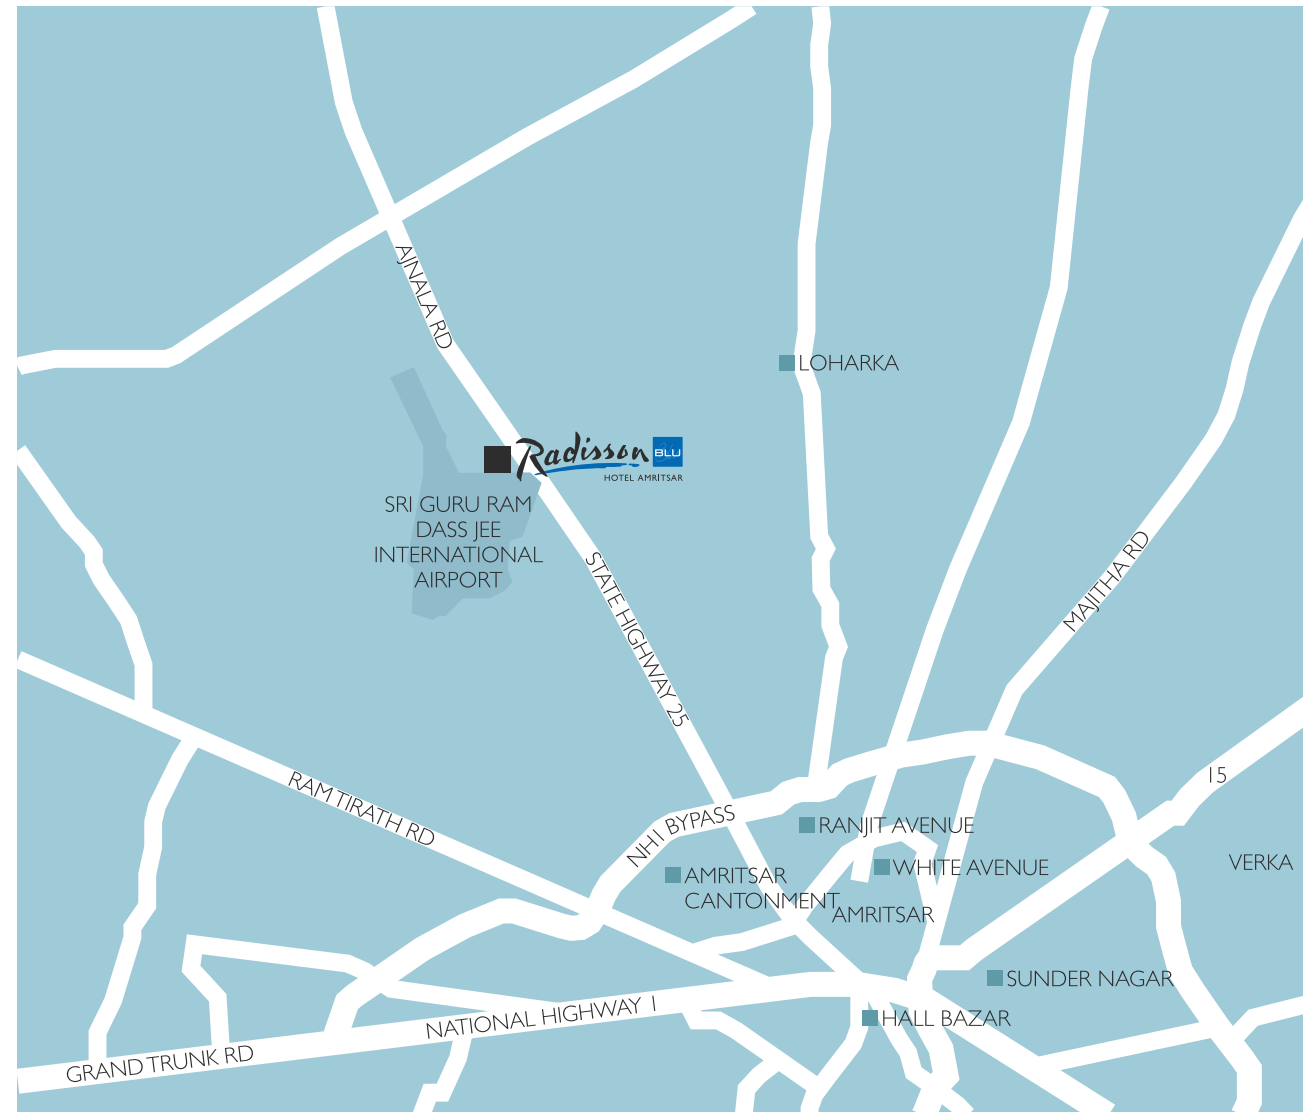 AJNALA RD
LOHARKA
Radisson BLU
HOTEL AMRITSAR
SRI GURU RAM
DASS JEE
INTERNATIONAL
AIRPORT
STATE HIGHWAY 25
MAJITHA RD
15
RAM TIRATH RD
NH1 BYPASS
RANJIT AVENUE
VERKA
WHITE AVENUE
AMRITSAR
CANTONMENT
AMRITSAR
SUNDER NAGAR
NATIONAL HIGHWAY 1
HALL BAZAR
GRAND TRUNK RD